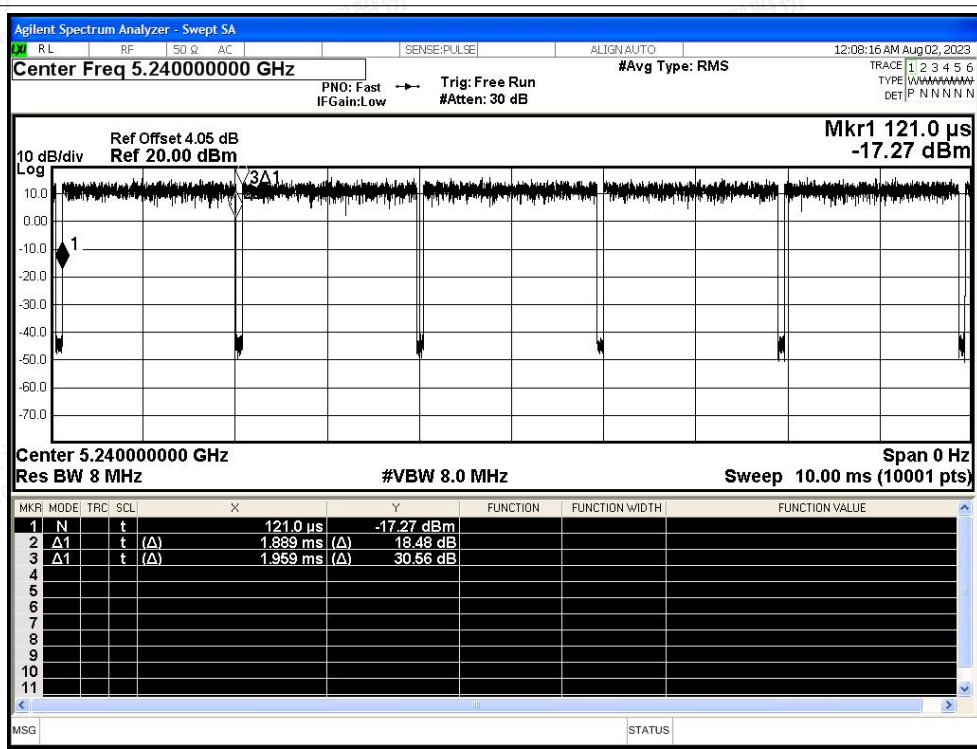 Agilent Spectrum Analyzer - Swept SA
LXI RL RF 50 Ω AC SENSE:PULSE ALIGN AUTO 12:08:16 AM Aug 02, 2023
Center Freq 5.240000000 GHz #Avg Type: RMS TRACE 1 2 3 4 5 6
PNO: Fast Trig: Free Run TYPE WWWWWW
IFGain:Low #Atten: 30 dB DET P N N N N N
Mkr1 121.0 µs
Ref Offset 4.05 dB
10 dB/div Ref 20.00 dBm -17.27 dBm
Log
3Δ1
10.0
0.00
1
-10.0
-20.0
-30.0
-40.0
-50.0
-60.0
-70.0
Center 5.240000000 GHz Span 0 Hz
Res BW 8 MHz #VBW 8.0 MHz Sweep 10.00 ms (10001 pts)
MKR MODE TRC SCL X Y FUNCTION FUNCTION WIDTH FUNCTION VALUE
1 N t 121.0 µs -17.27 dBm
2 Δ1 t (Δ) 1.889 ms (Δ) 18.48 dB
3 Δ1 t (Δ) 1.959 ms (Δ) 30.56 dB
4
5
6
7
8
9
10
11
MSG STATUS